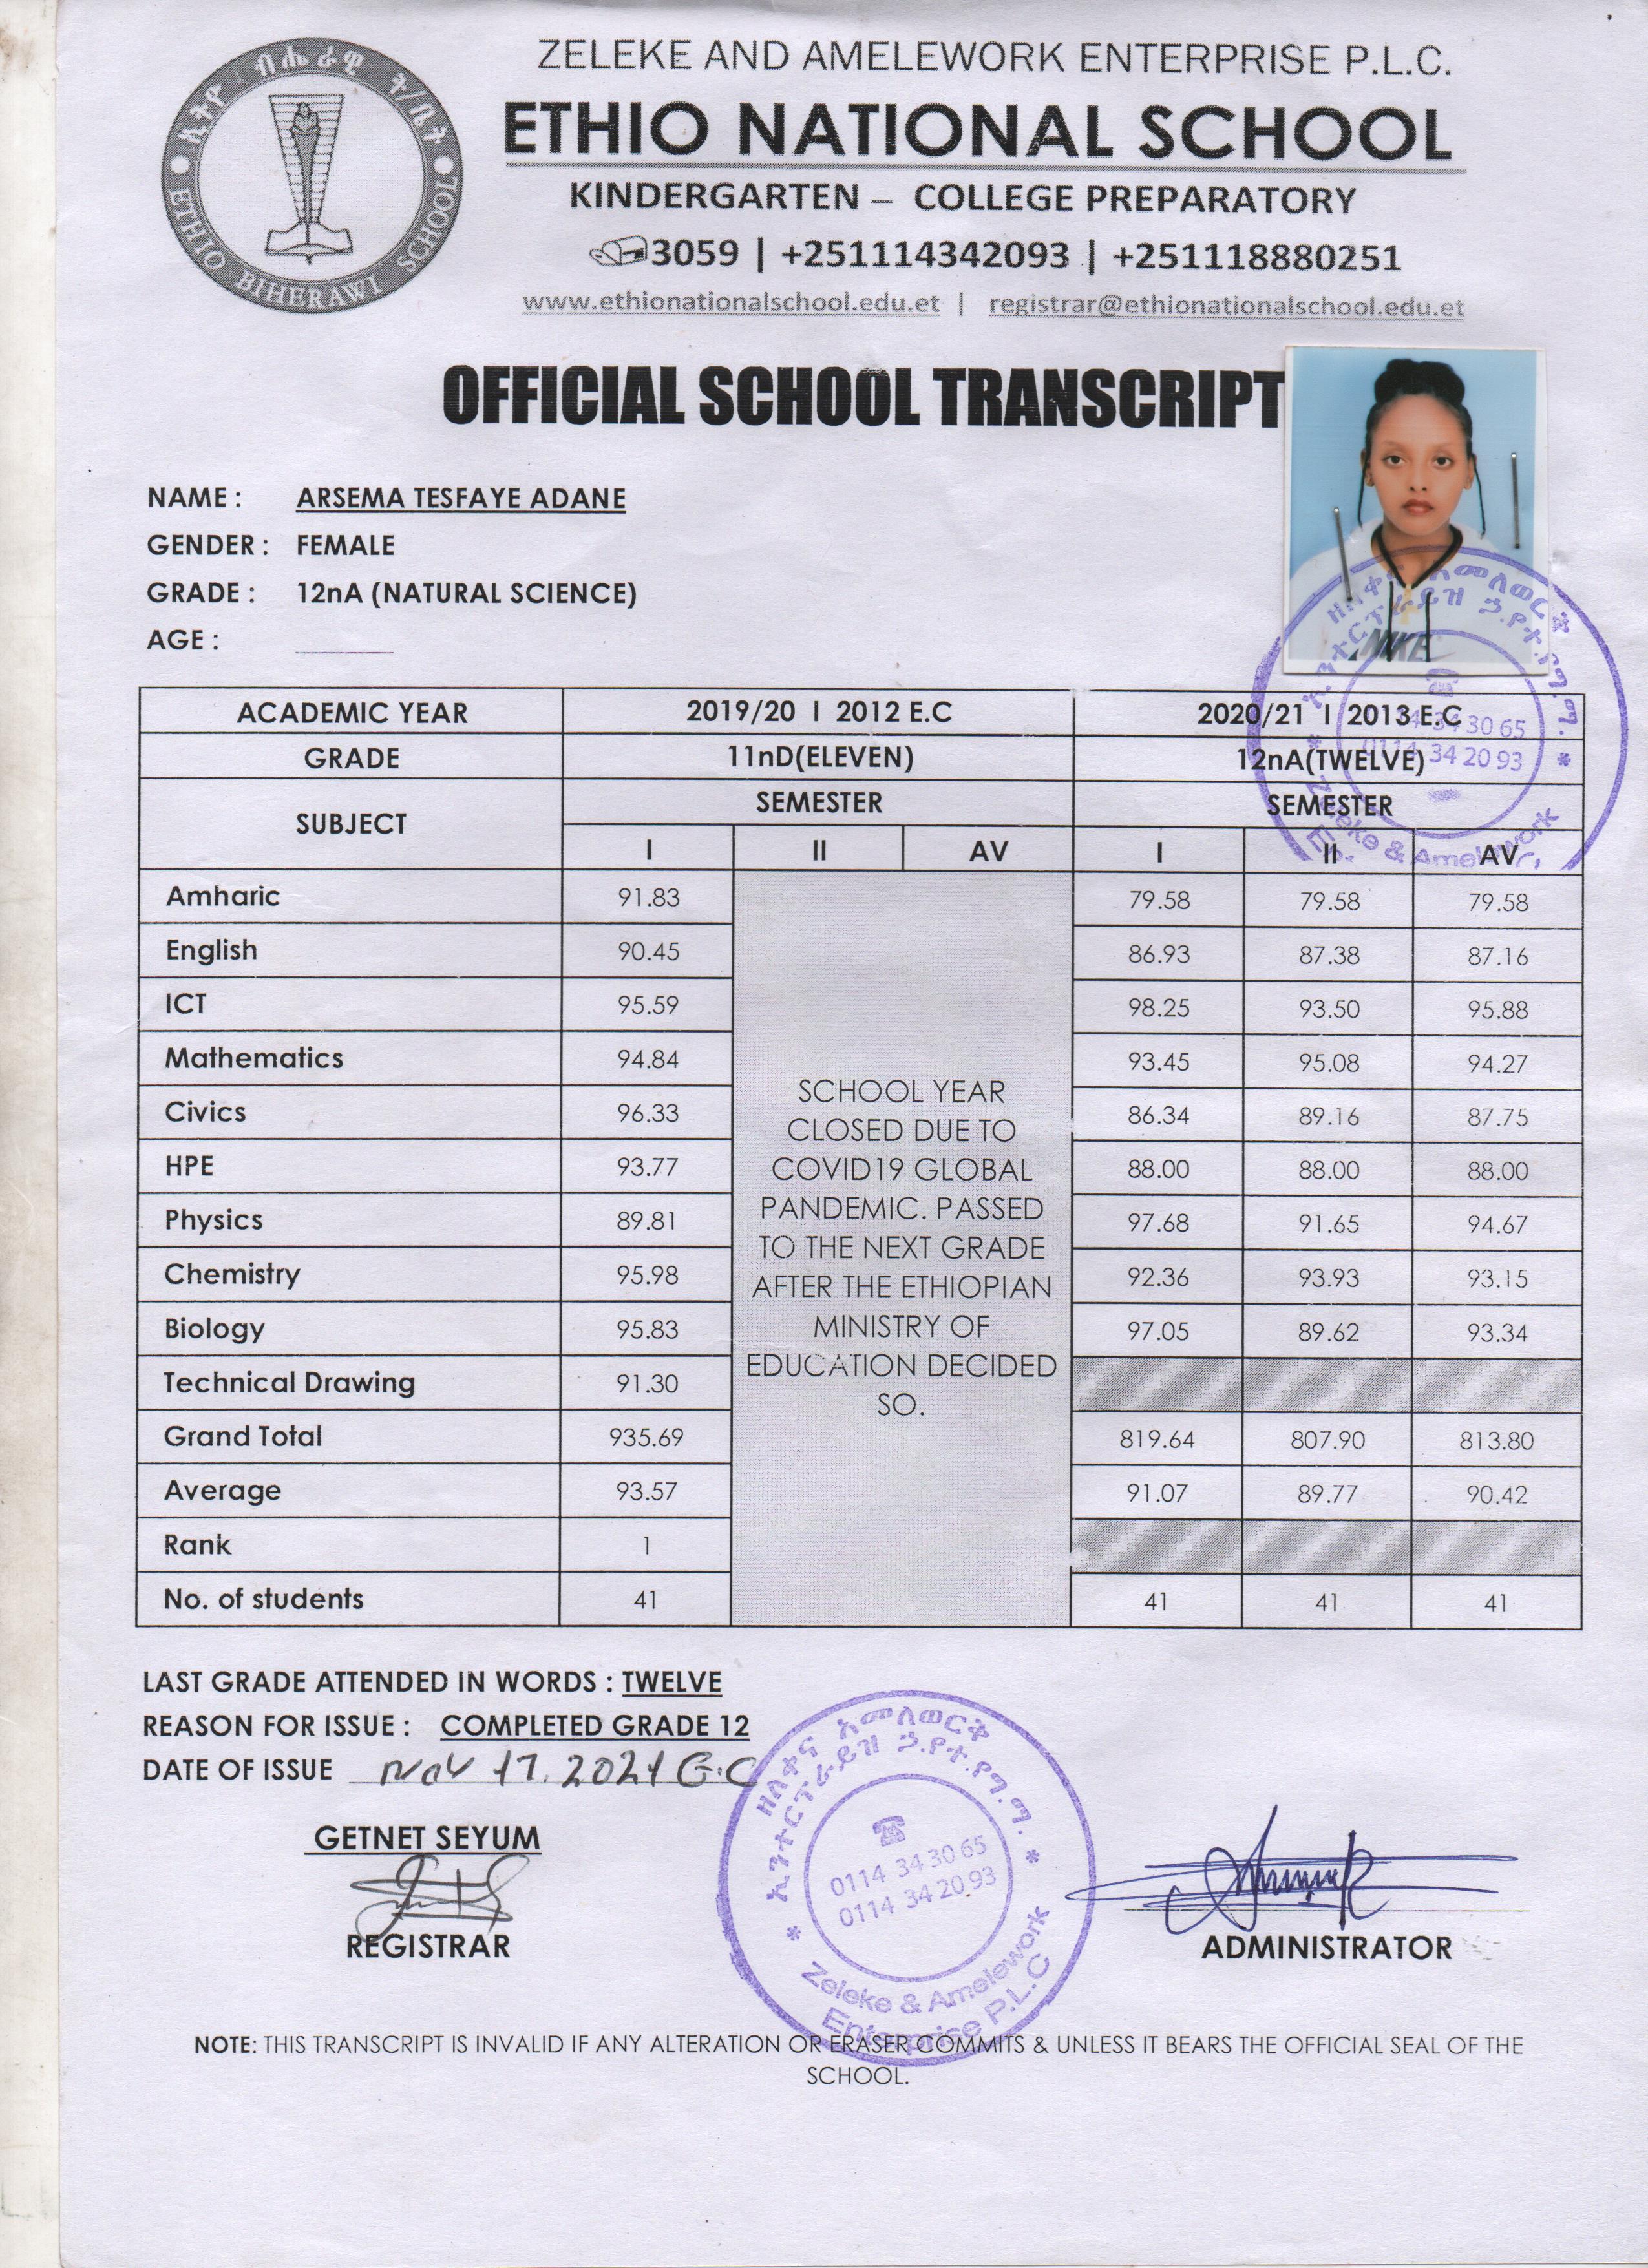 ኢትዮ ብሔራዊ ት/ቤት
ETHIO BIHERAWI SCHOOL
ZELEKE AND AMELEWORK ENTERPRISE P.L.C.
ETHIO NATIONAL SCHOOL
KINDERGARTEN – COLLEGE PREPARATORY
3059 | +251114342093 | +251118880251
www.ethionationalschool.edu.et | registrar@ethionationalschool.edu.et
OFFICIAL SCHOOL TRANSCRIPT
NAME : ARSEMA TESFAYE ADANE
GENDER : FEMALE
GRADE : 12nA (NATURAL SCIENCE)
AGE :
NIKE
ACADEMIC YEAR 2019/20 I 2012 E.C 2020/21 I 2013 E.C
GRADE 11nD(ELEVEN) 12nA(TWELVE)
SUBJECT SEMESTER SEMESTER
I II AV I II AV
Amharic 91.83 79.58 79.58 79.58
English 90.45 86.93 87.38 87.16
ICT 95.59 98.25 93.50 95.88
Mathematics 94.84 93.45 95.08 94.27
Civics 96.33 86.34 89.16 87.75
HPE 93.77 88.00 88.00 88.00
Physics 89.81 97.68 91.65 94.67
Chemistry 95.98 92.36 93.93 93.15
Biology 95.83 97.05 89.62 93.34
Technical Drawing 91.30
Grand Total 935.69 819.64 807.90 813.80
Average 93.57 91.07 89.77 90.42
Rank 1
No. of students 41 41 41 41
SCHOOL YEAR
CLOSED DUE TO
COVID19 GLOBAL
PANDEMIC. PASSED
TO THE NEXT GRADE
AFTER THE ETHIOPIAN
MINISTRY OF
EDUCATION DECIDED
SO.
LAST GRADE ATTENDED IN WORDS : TWELVE
REASON FOR ISSUE : COMPLETED GRADE 12
DATE OF ISSUE Nov 17. 2021 G.C
GETNET SEYUM
REGISTRAR
ዘለቀና አመለወርቅ
ኢንተርፕራይዝ ኃ.የተ.የግ.ማ.
0114 34 30 65
0114 34 20 93
Zeleke & Amelework
Enterprise P.L.C
ADMINISTRATOR
NOTE: THIS TRANSCRIPT IS INVALID IF ANY ALTERATION OR ERASER COMMITS & UNLESS IT BEARS THE OFFICIAL SEAL OF THE
SCHOOL.